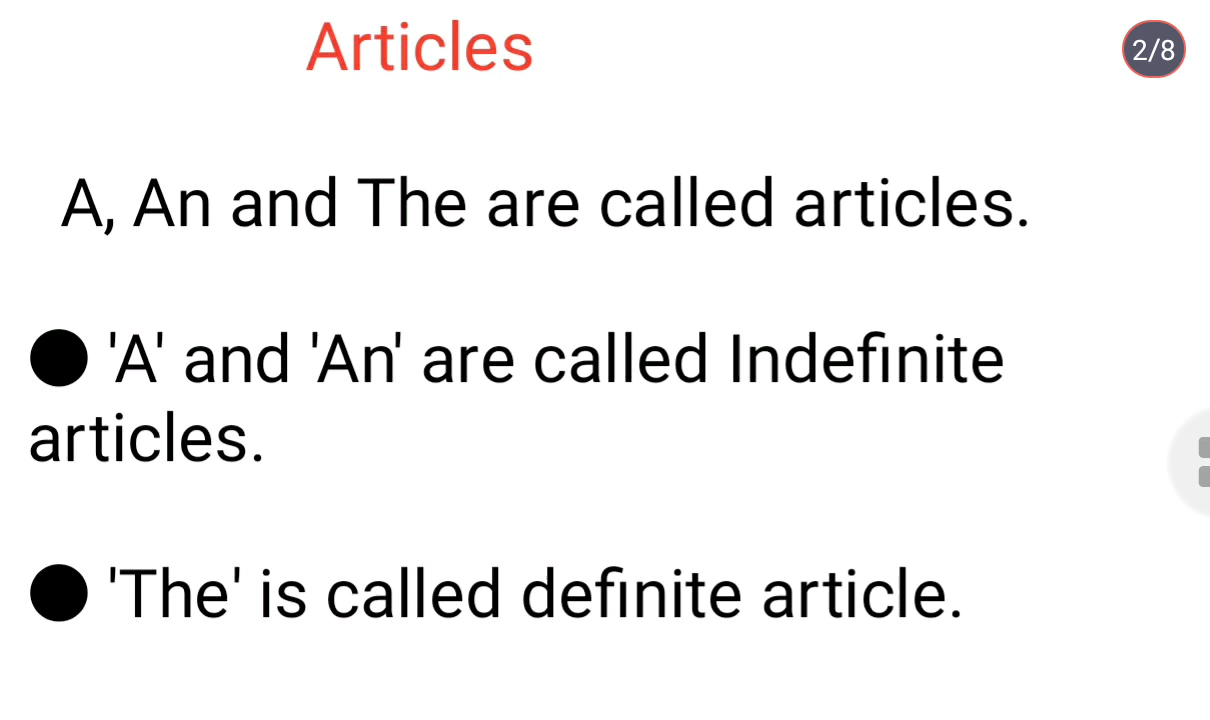 Articles
2/8
A, An and The are called articles.
● 'A' and 'An' are called Indefinite
articles.
● 'The' is called definite article.